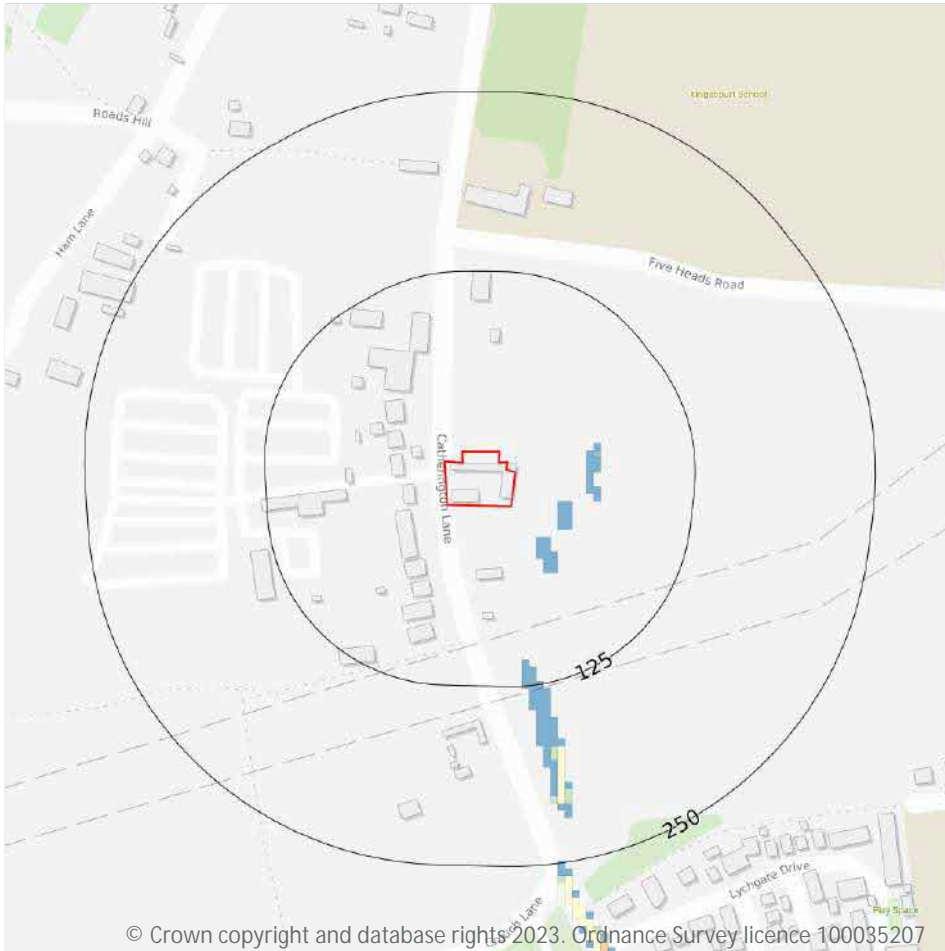 Kingscourt School
Roads Hill
Ham Lane
Five Heads Road
Catherington Lane
125
250
Lychgate Drive
Play Space
Lane
© Crown copyright and database rights 2023. Ordnance Survey licence 100035207